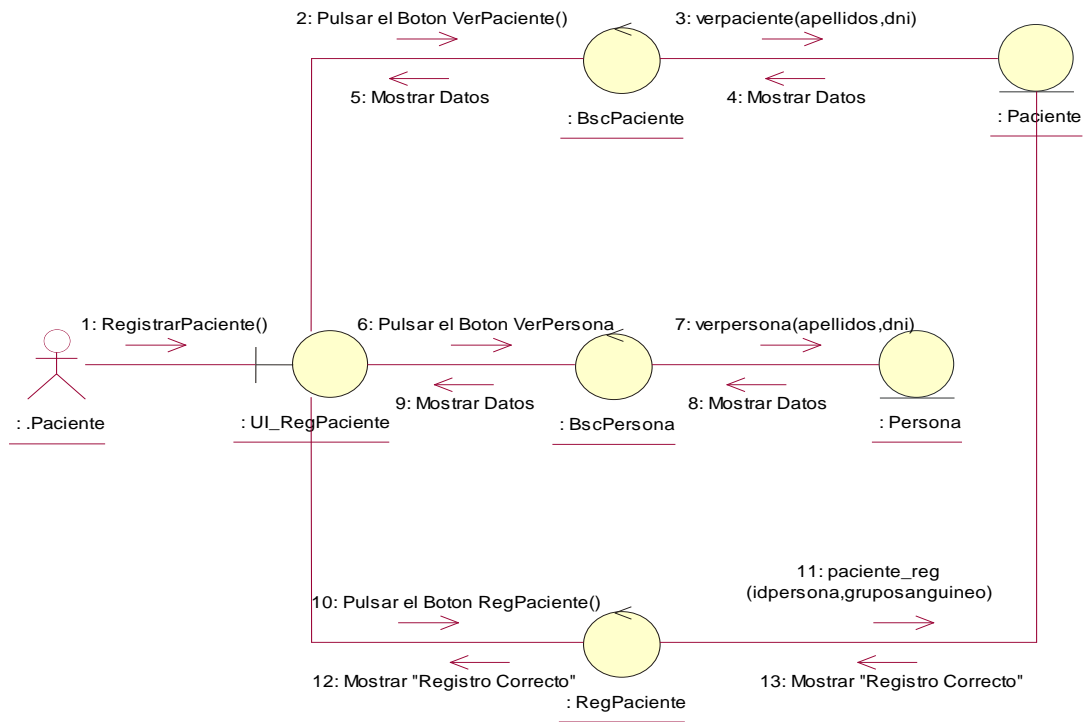 2: Pulsar el Boton VerPaciente()
3: verpaciente(apellidos,dni)
5: Mostrar Datos
4: Mostrar Datos
: BscPaciente
: Paciente
1: RegistrarPaciente()
6: Pulsar el Boton VerPersona
7: verpersona(apellidos,dni)
9: Mostrar Datos
8: Mostrar Datos
: .Paciente
: UI_RegPaciente
: BscPersona
: Persona
11: paciente_reg
(idpersona,gruposanguineo)
10: Pulsar el Boton RegPaciente()
12: Mostrar "Registro Correcto"
13: Mostrar "Registro Correcto"
: RegPaciente